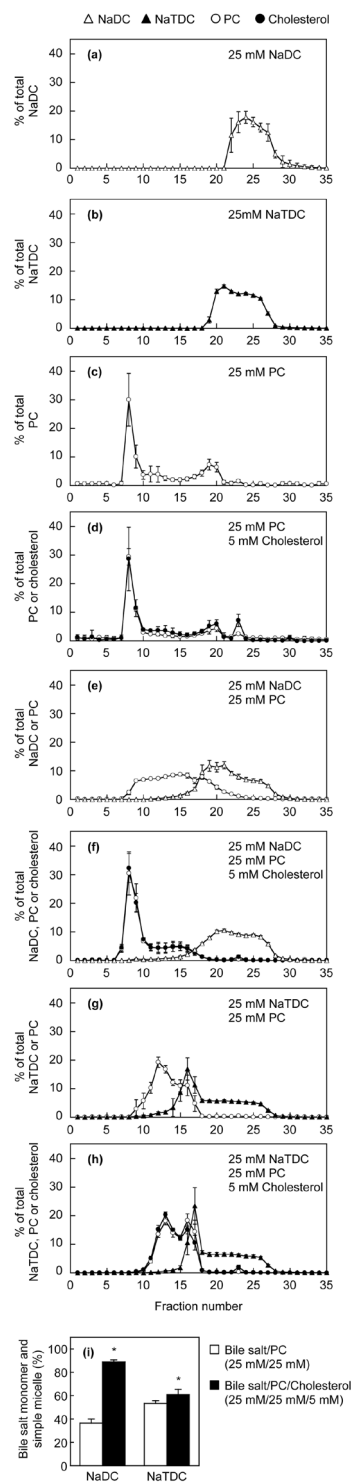 △ NaDC ▲ NaTDC ○ PC ● Cholesterol
(a)
25 mM NaDC
% of total
NaDC
40
30
20
10
0
1 5 10 15 20 25 30 35
(b)
25mM NaTDC
% of total
NaTDC
40
30
20
10
0
1 5 10 15 20 25 30 35
(c)
25 mM PC
% of total
PC
40
30
20
10
0
1 5 10 15 20 25 30 35
(d)
25 mM PC
5 mM Cholesterol
% of total
PC or cholesterol
40
30
20
10
0
1 5 10 15 20 25 30 35
(e)
25 mM NaDC
25 mM PC
% of total
NaDC or PC
40
30
20
10
0
1 5 10 15 20 25 30 35
(f)
25 mM NaDC
25 mM PC
5 mM Cholesterol
% of total
NaDC, PC or cholesterol
40
30
20
10
0
1 5 10 15 20 25 30 35
(g)
25 mM NaTDC
25 mM PC
% of total
NaTDC or PC
40
30
20
10
0
1 5 10 15 20 25 30 35
(h)
25 mM NaTDC
25 mM PC
5 mM Cholesterol
% of total
NaTDC, PC or cholesterol
40
30
20
10
0
1 5 10 15 20 25 30 35
Fraction number
(i)
Bile salt monomer and
simple micelle (%)
100
80
60
40
20
0
*
*
NaDC NaTDC
Bile salt/PC
(25 mM/25 mM)
Bile salt/PC/Cholesterol
(25 mM/25 mM/5 mM)